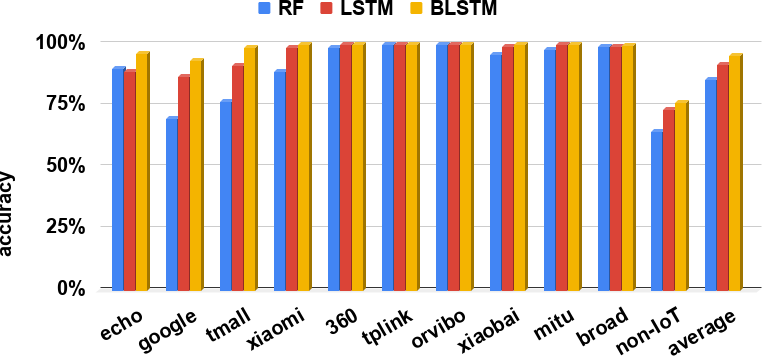 RF LSTM BLSTM
100%
75%
50%
25%
0%
accuracy
echo google tmall xiaomi 360 tplink orvibo xiaobai mitu broad non-IoT average